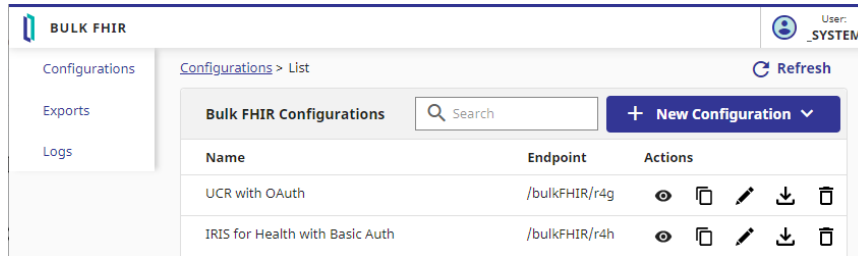 BULK FHIR
User:
_SYSTEM
Configurations
Exports
Logs
Configurations > List
Refresh
Bulk FHIR Configurations
Search
+ New Configuration
Name Endpoint Actions
UCR with OAuth /bulkFHIR/r4g
IRIS for Health with Basic Auth /bulkFHIR/r4h